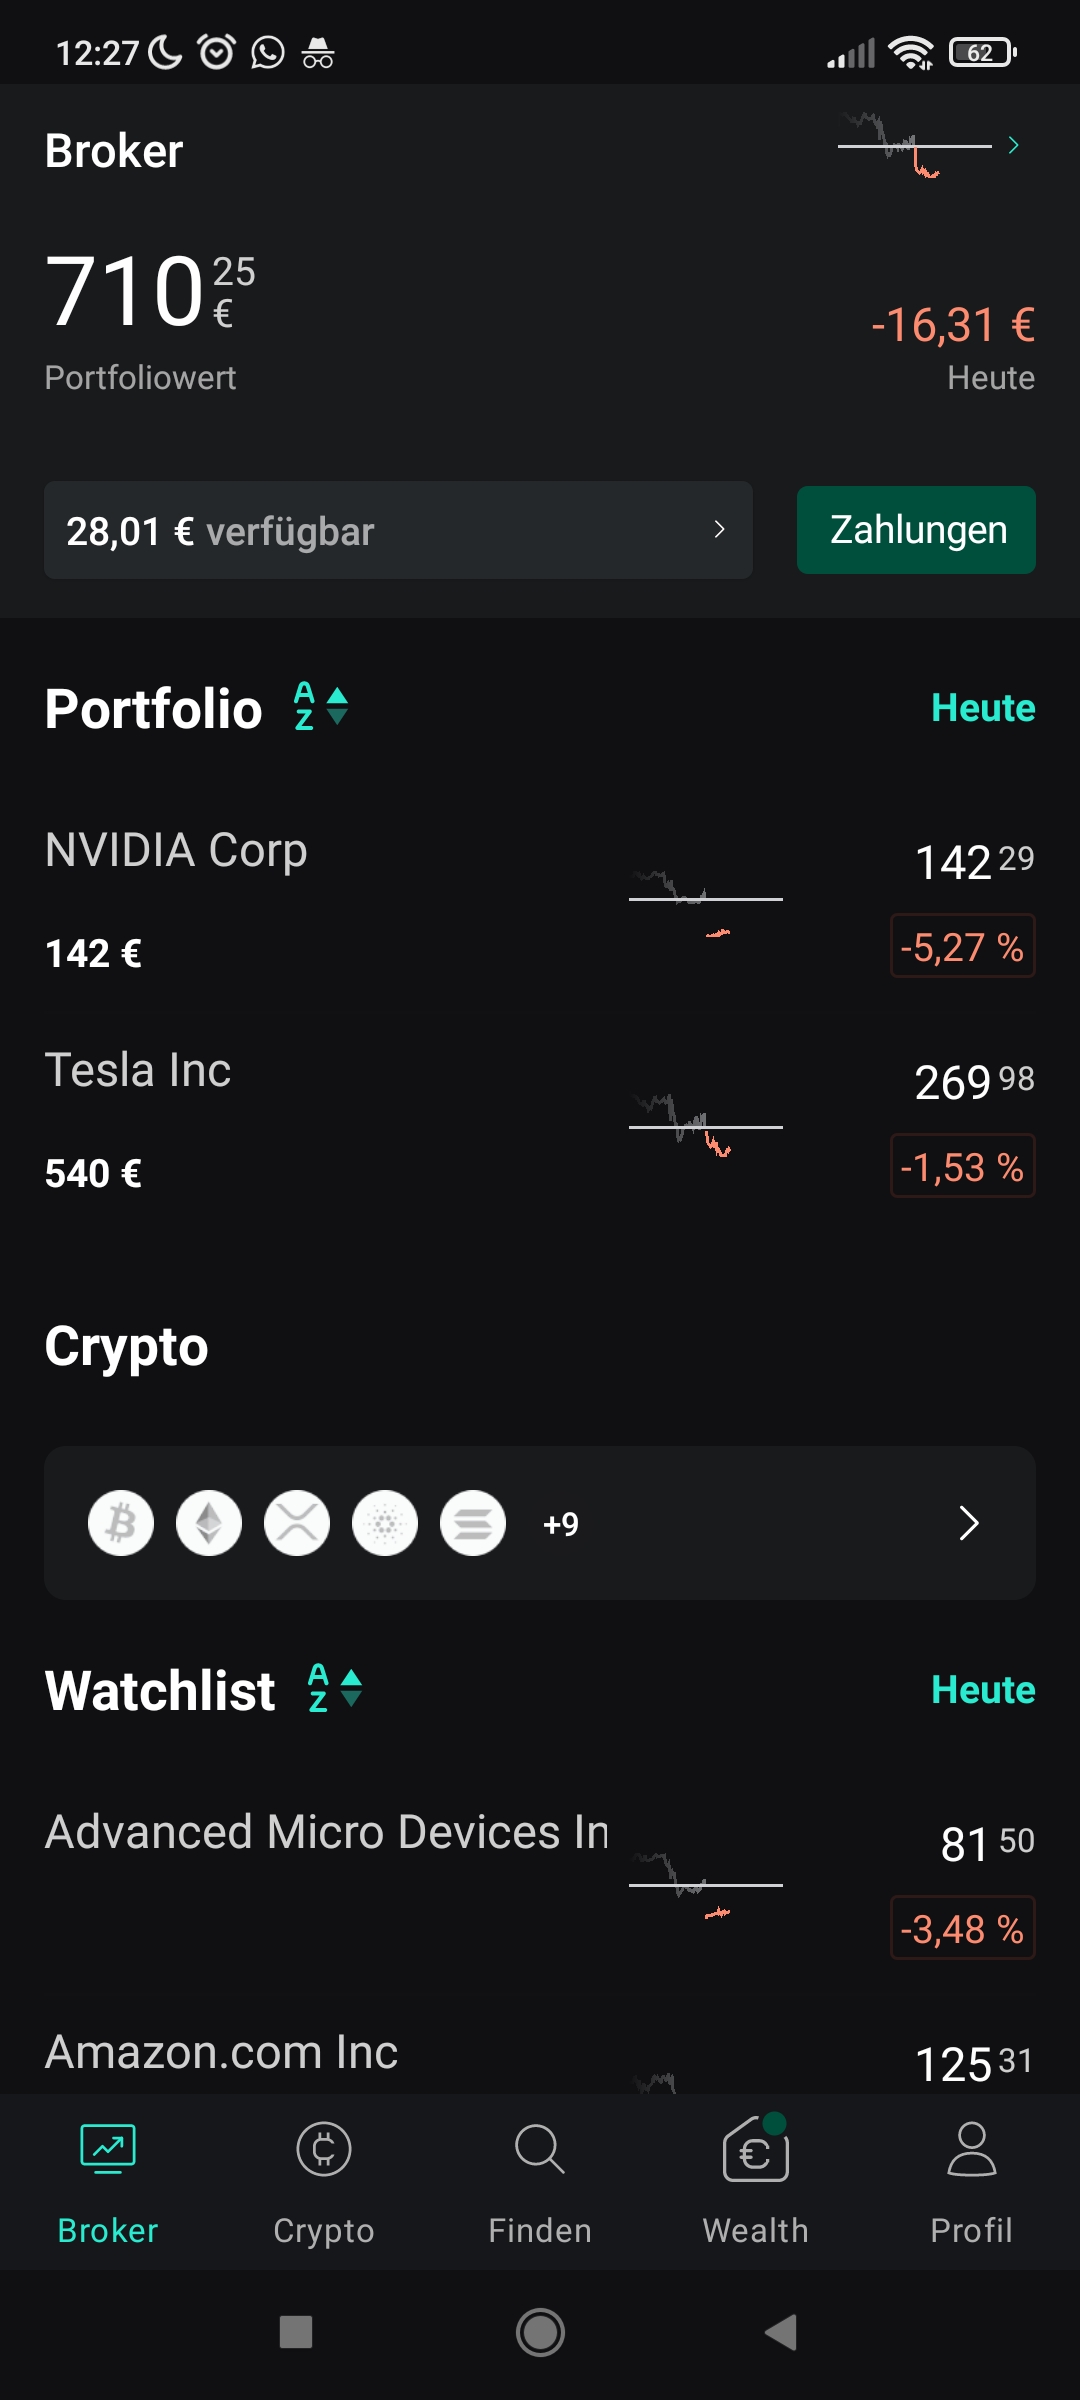 12:27 62
Broker
710 25 €
-16,31 €
Portfoliowert Heute
28,01 € verfügbar Zahlungen
Portfolio A Z Heute
NVIDIA Corp 142 29
142 € -5,27 %
Tesla Inc 269 98
540 € -1,53 %
Crypto
+9
Watchlist A Z Heute
Advanced Micro Devices In 81 50
-3,48 %
Amazon.com Inc 125 31
Broker Crypto Finden Wealth Profil